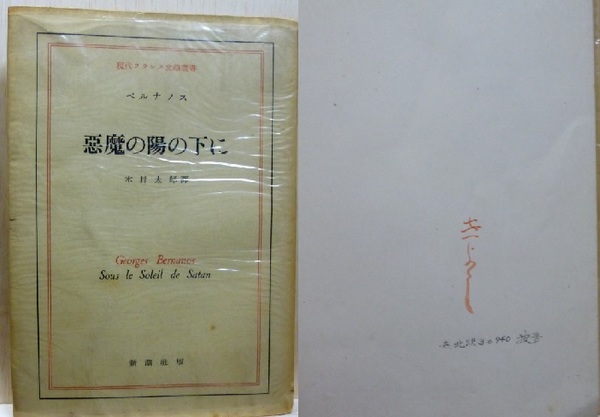 現代フランス文學叢書
ベルナノス
惡魔の陽の下に
木村太郎譯
Georges Bernanos
Sous le Soleil de Satan
新潮社版